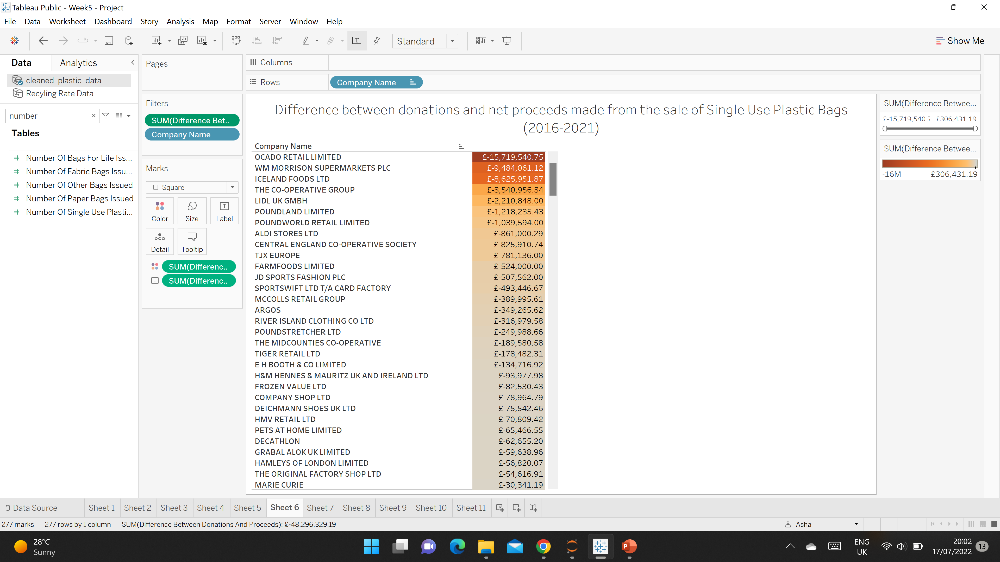 Tableau Public - Week5 - Project
File Data Worksheet Dashboard Story Analysis Map Format Server Window Help
Standard
Show Me
Data Analytics
cleaned_plastic_data
Recyling Rate Data -
number
Tables
Number Of Bags For Life Iss...
Number Of Fabric Bags Issu...
Number Of Other Bags Issued
Number Of Paper Bags Issued
Number Of Single Use Plasti...
Pages
Filters
SUM(Difference Bet..
Company Name
Marks
Square
Color Size Label
Detail Tooltip
SUM(Differenc..
SUM(Differenc..
Columns
Rows Company Name
Difference between donations and net proceeds made from the sale of Single Use Plastic Bags
(2016-2021)
Company Name
OCADO RETAIL LIMITED £-15,719,540.75
WM MORRISON SUPERMARKETS PLC £-9,484,061.12
ICELAND FOODS LTD £-8,625,951.87
THE CO-OPERATIVE GROUP £-3,540,956.34
LIDL UK GMBH £-2,210,848.00
POUNDLAND LIMITED £-1,218,235.43
POUNDWORLD RETAIL LIMITED £-1,039,594.00
ALDI STORES LTD £-861,000.29
CENTRAL ENGLAND CO-OPERATIVE SOCIETY £-825,910.74
TJX EUROPE £-781,136.00
FARMFOODS LIMITED £-524,000.00
JD SPORTS FASHION PLC £-507,562.00
SPORTSWIFT LTD T/A CARD FACTORY £-493,446.67
MCCOLLS RETAIL GROUP £-389,995.61
ARGOS £-349,265.62
RIVER ISLAND CLOTHING CO LTD £-316,979.58
POUNDSTRETCHER LTD £-249,988.66
THE MIDCOUNTIES CO-OPERATIVE £-189,580.58
TIGER RETAIL LTD £-178,482.31
E H BOOTH & CO LIMITED £-134,716.92
H&M HENNES & MAURITZ UK AND IRELAND LTD £-93,977.98
FROZEN VALUE LTD £-82,530.43
COMPANY SHOP LTD £-78,964.79
DEICHMANN SHOES UK LTD £-75,542.46
HMV RETAIL LTD £-70,809.42
PETS AT HOME LIMITED £-65,466.55
DECATHLON £-62,655.20
GRABAL ALOK UK LIMITED £-59,638.96
HAMLEYS OF LONDON LIMITED £-56,820.07
THE ORIGINAL FACTORY SHOP LTD £-54,616.91
MARIE CURIE £-30,341.19
SUM(Difference Betwee...
£-15,719,540.7 £306,431.19
SUM(Difference Betwee...
-16M £306,431.19
Data Source Sheet 1 Sheet 2 Sheet 3 Sheet 4 Sheet 5 Sheet 6 Sheet 7 Sheet 8 Sheet 9 Sheet 10 Sheet 11
277 marks 277 rows by 1 column SUM(Difference Between Donations And Proceeds): £-48,296,329.19 Asha
28°C
Sunny
ENG
UK
20:02
17/07/2022
13